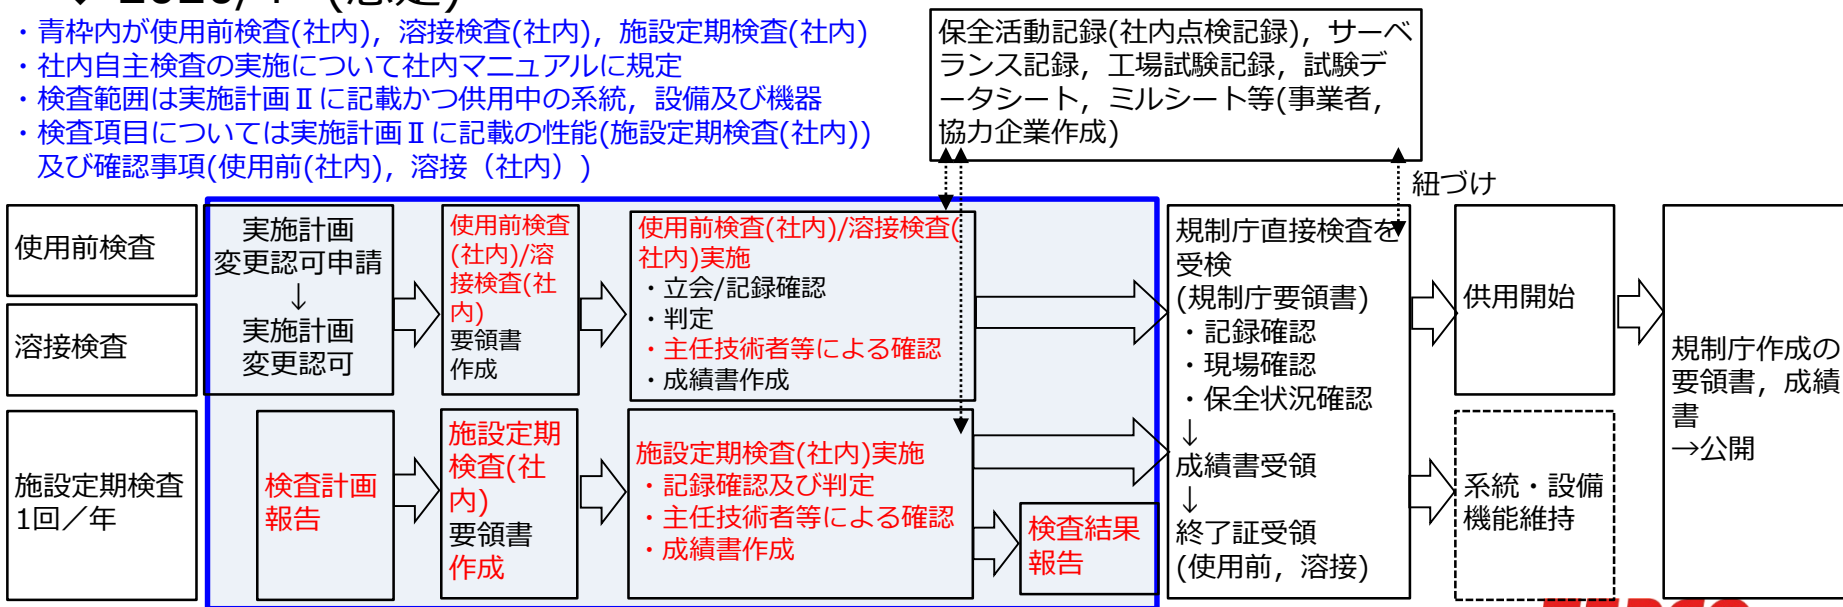 ・青枠内が使用前検査(社内)，溶接検査(社内)，施設定期検査(社内)
・社内自主検査の実施について社内マニュアルに規定
・検査範囲は実施計画Ⅱに記載かつ供用中の系統，設備及び機器
・検査項目については実施計画Ⅱに記載の性能(施設定期検査(社内))
及び確認事項(使用前(社内)，溶接（社内）)
保全活動記録(社内点検記録)，サーベ
ランス記録，工場試験記録，試験デ
ータシート，ミルシート等(事業者，
協力企業作成)
紐づけ
使用前検査
溶接検査
実施計画
変更認可申請
↓
実施計画
変更認可
使用前検査
(社内)/溶
接検査(社
内)
要領書
作成
使用前検査(社内)/溶接検査(
社内)実施
・立会/記録確認
・判定
・主任技術者等による確認
・成績書作成
規制庁直接検査を
受検
(規制庁要領書)
・記録確認
・現場確認
・保全状況確認
↓
成績書受領
↓
終了証受領
(使用前，溶接)
供用開始
規制庁作成の
要領書，成績
書
→公開
施設定期検査
1回／年
検査計画
報告
施設定期
検査(社
内)
要領書
作成
施設定期検査(社内)実施
・記録確認及び判定
・主任技術者等による確認
・成績書作成
検査結果
報告
系統・設備
機能維持